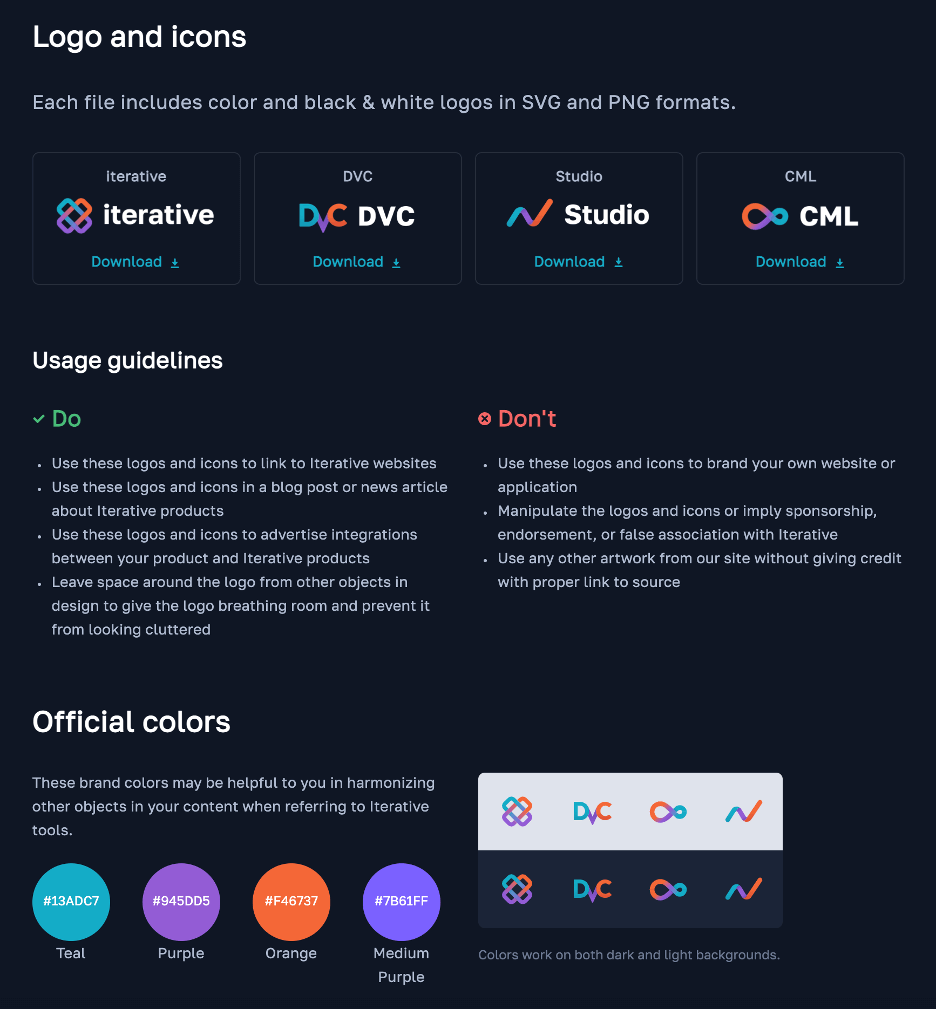 Logo and icons
Each file includes color and black & white logos in SVG and PNG formats.
iterative
iterative
Download
DVC
DVC DVC
Download
Studio
Studio
Download
CML
CML
Download
Usage guidelines
Do
• Use these logos and icons to link to Iterative websites
• Use these logos and icons in a blog post or news article
about Iterative products
• Use these logos and icons to advertise integrations
between your product and Iterative products
• Leave space around the logo from other objects in
design to give the logo breathing room and prevent it
from looking cluttered
Don't
• Use these logos and icons to brand your own website or
application
• Manipulate the logos and icons or imply sponsorship,
endorsement, or false association with Iterative
• Use any other artwork from our site without giving credit
with proper link to source
Official colors
These brand colors may be helpful to you in harmonizing
other objects in your content when referring to Iterative
tools.
#13ADC7
Teal
#945DD5
Purple
#F46737
Orange
#7B61FF
Medium
Purple
DVC
DVC
Colors work on both dark and light backgrounds.